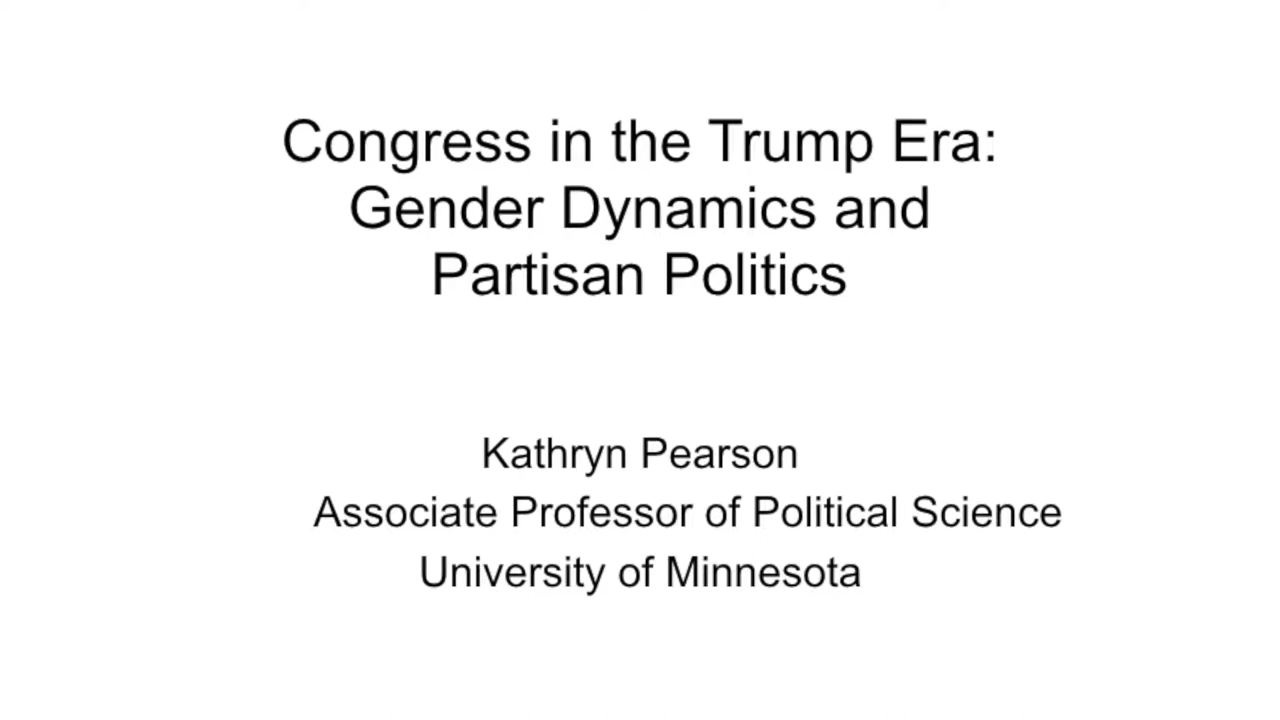 Congress in the Trump Era:
Gender Dynamics and
Partisan Politics
Kathryn Pearson
Associate Professor of Political Science
University of Minnesota